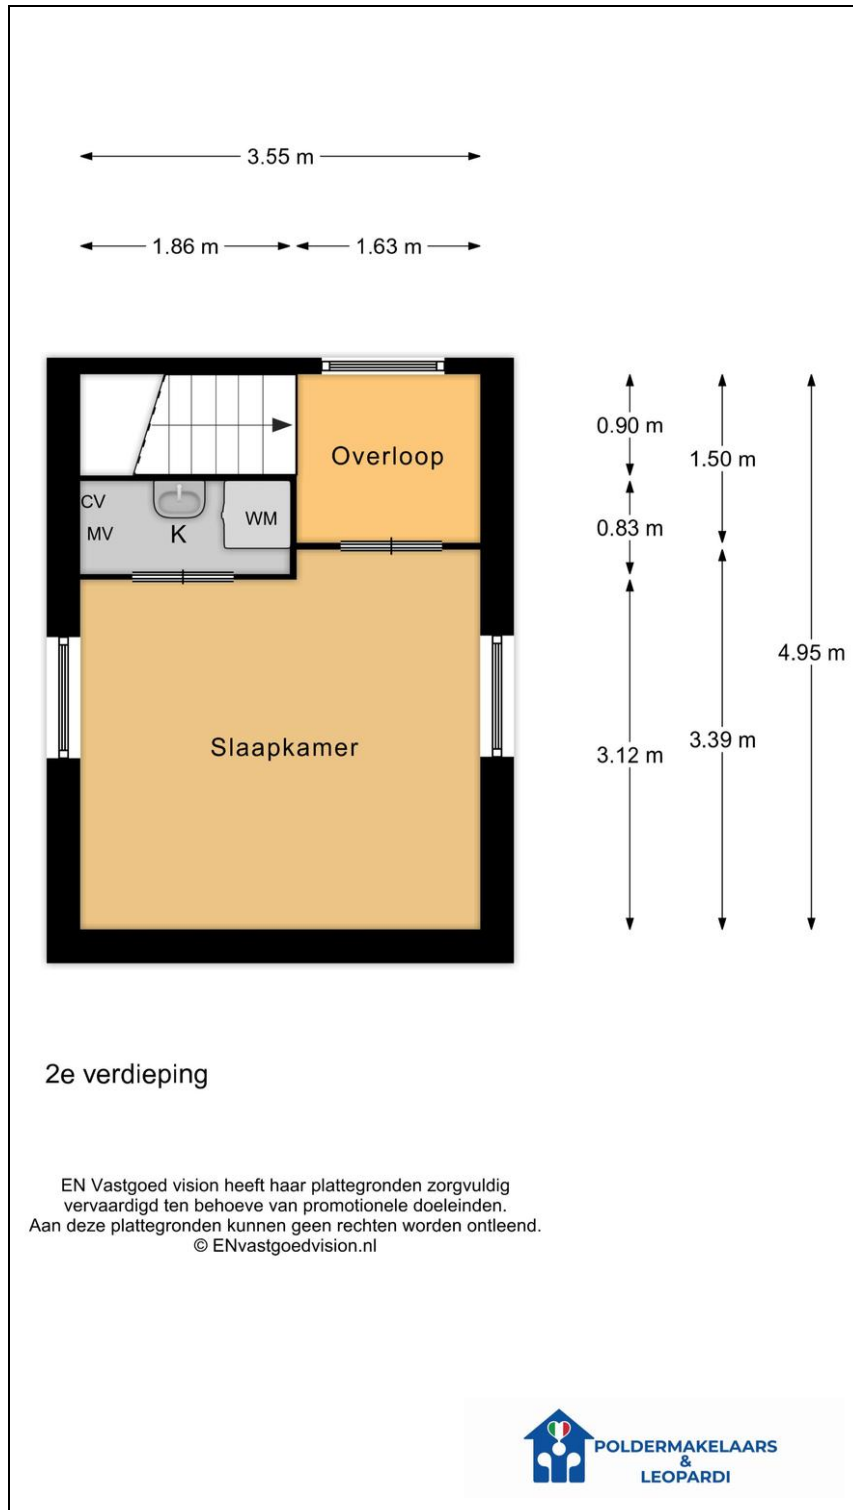 3.55 m
1.86 m
1.63 m
0.90 m
1.50 m
Overloop
CV
MV
K
WM
0.83 m
4.95 m
Slaapkamer
3.12 m
3.39 m
2e verdieping
EN Vastgoed vision heeft haar plattegronden zorgvuldig
vervaardigd ten behoeve van promotionele doeleinden.
Aan deze plattegronden kunnen geen rechten worden ontleend.
© ENvastgoedvision.nl
POLDERMAKELAARS
&
LEOPARDI